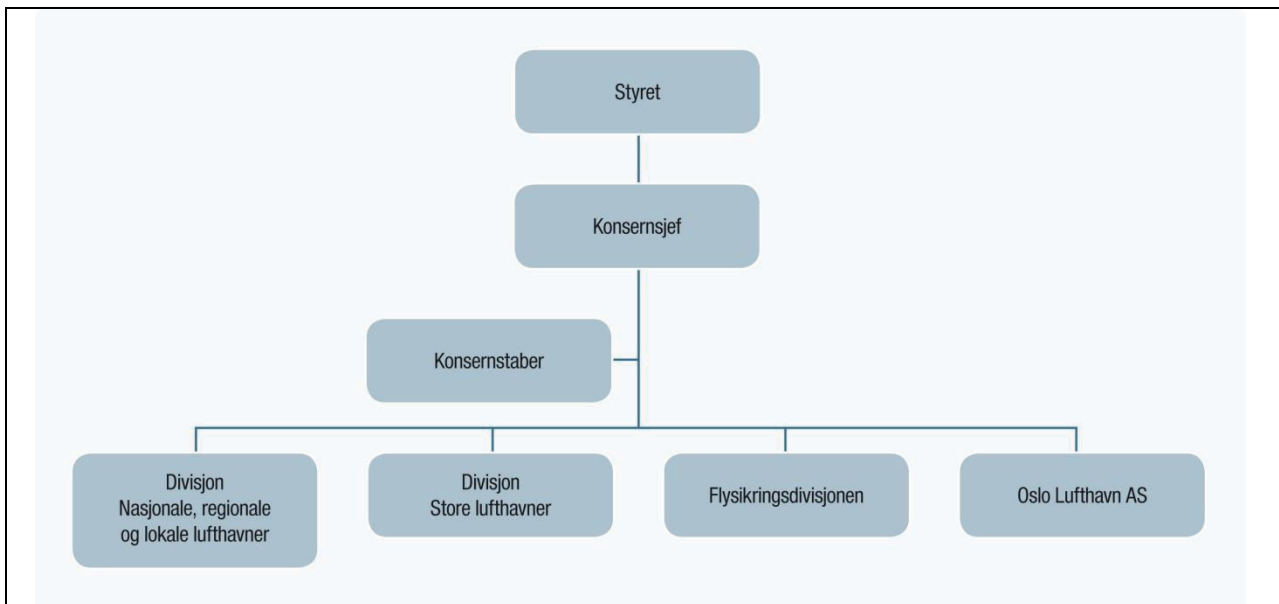 Styret
Konsernsjef
Konsernstaber
Divisjon
Nasjonale, regionale
og lokale lufthavner
Divisjon
Store lufthavner
Flysikringsdivisjonen
Oslo Lufthavn AS